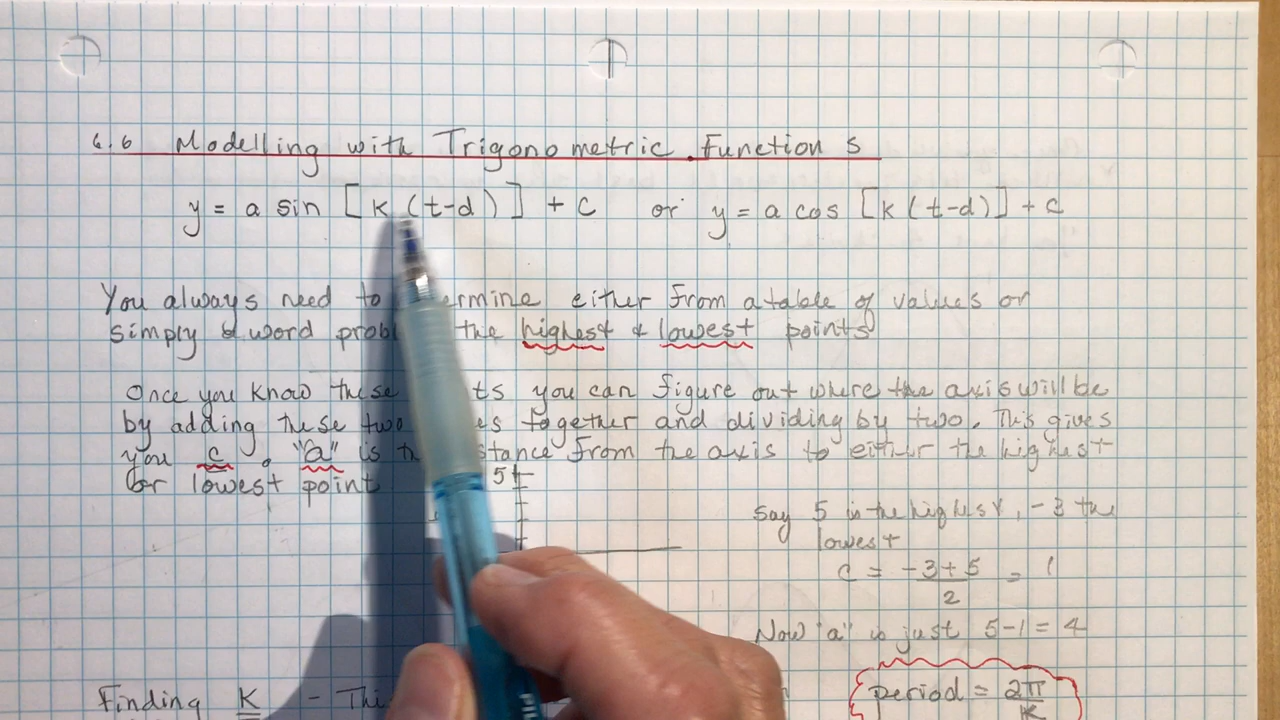 6.6 Modelling with Trigonometric Functions
y = a sin [k (t-d)] + c or y = a cos [k (t-d)] + c
You always need to ermine either from a table of values or
simply a word probl the highest & lowest points
Once you know these ts you can figure out where the axis will be
by adding these two es together and dividing by two. This gives
you c. "a" is th stance from the axis to either the highest
or lowest point
5
say 5 is the highest, -3 the
lowest
c = -3+5 / 2 = 1
Now "a" is just 5-1 = 4
Finding K - Thi
period = 2π / K